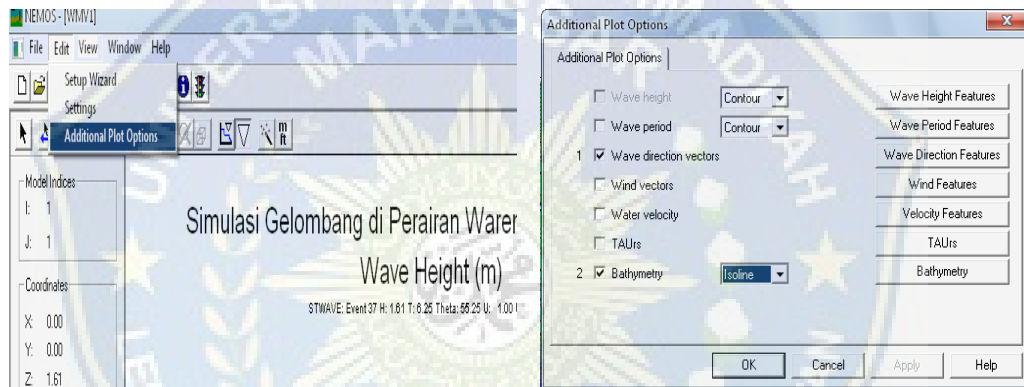 NEMOS - [WMV1]
File Edit View Window Help
Setup Wizard
Settings
Additional Plot Options
m
ft
Model Indices
I: 1
J: 1
Coordinates
X: 0.00
Y: 0.00
Z: 1.61
Simulasi Gelombang di Perairan Waren
Wave Height (m)
STWAVE: Event 37 H: 1.61 T: 6.25 Theta: 55.25 U: 1.00
Additional Plot Options
Additional Plot Options
Wave height Contour Wave Height Features
Wave period Contour Wave Period Features
1 Wave direction vectors Wave Direction Features
Wind vectors Wind Features
Water velocity Velocity Features
TAUrs TAUrs
2 Bathymetry Isoline Bathymetry
OK Cancel Apply Help
MAKAS